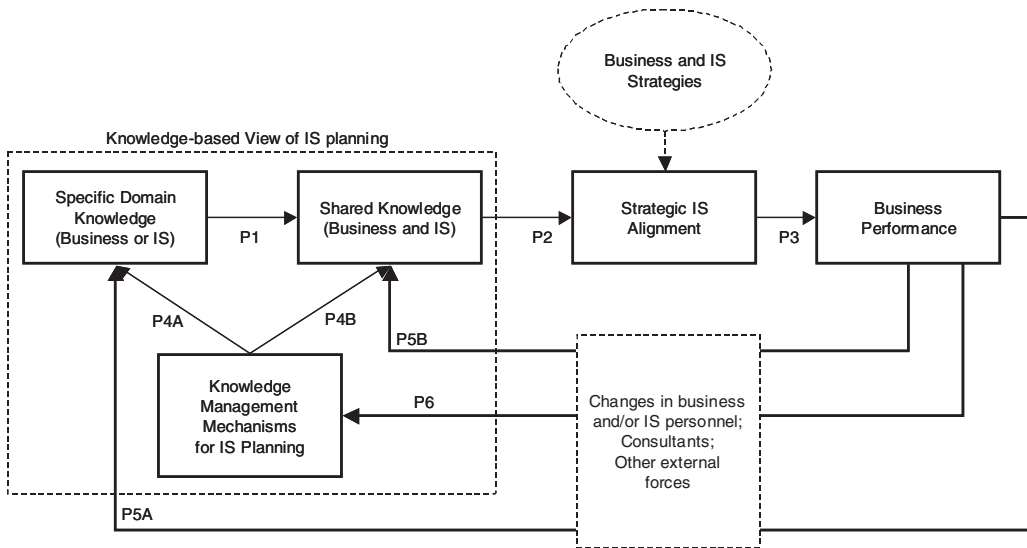 Business and IS
Strategies
Knowledge-based View of IS planning
Specific Domain
Knowledge
(Business or IS)
P1
Shared Knowledge
(Business and IS)
P2
Strategic IS
Alignment
P3
Business
Performance
P4A
P4B
P5B
Knowledge
Management
Mechanisms
for IS Planning
P6
Changes in business
and/or IS personnel;
Consultants;
Other external
forces
P5A